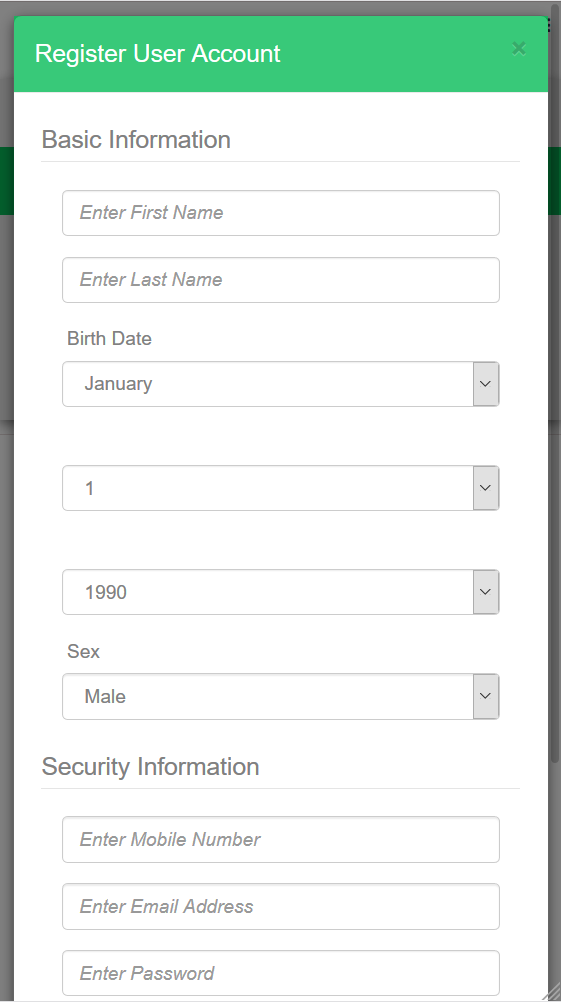 Register User Account ×
Basic Information
Enter First Name
Enter Last Name
Birth Date
January
1
1990
Sex
Male
Security Information
Enter Mobile Number
Enter Email Address
Enter Password